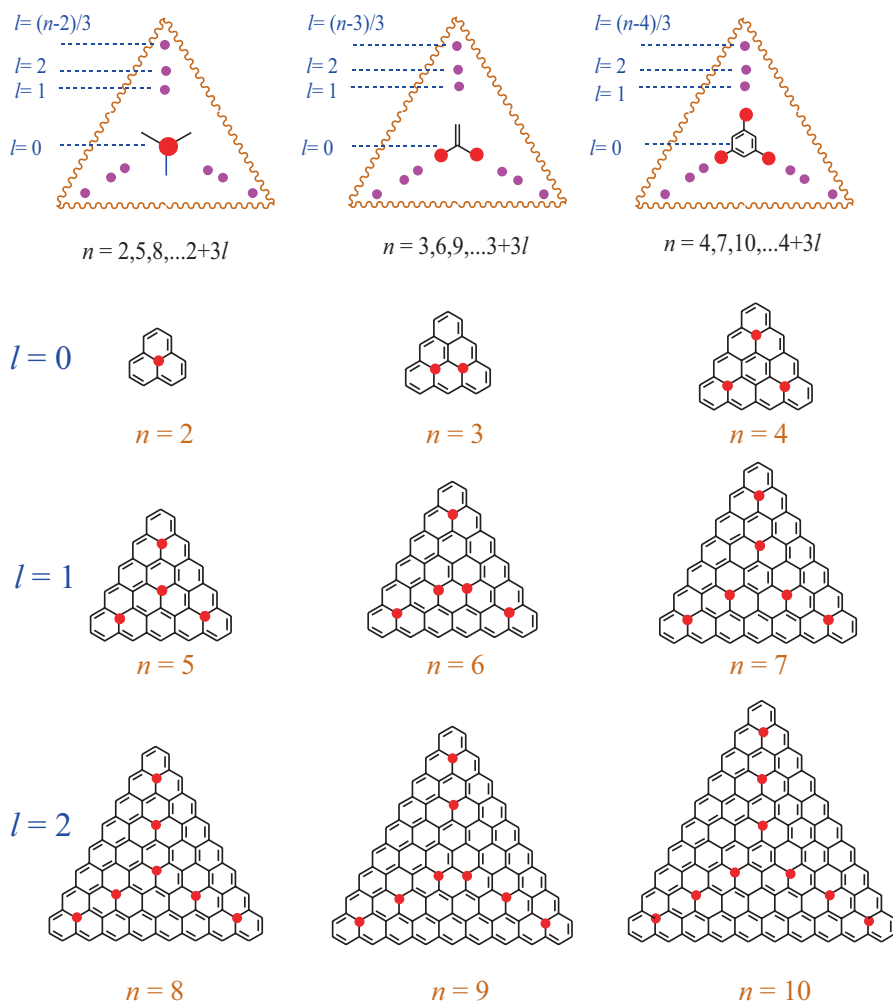 l= (n-2)/3 l= (n-3)/3 l= (n-4)/3
l= 2 l= 2 l= 2
l= 1 l= 1 l= 1
l= 0 l= 0 l= 0
n = 2,5,8,...2+3l n = 3,6,9,...3+3l n = 4,7,10,...4+3l
l = 0
n = 2 n = 3 n = 4
l = 1
n = 5 n = 6 n = 7
l = 2
n = 8 n = 9 n = 10